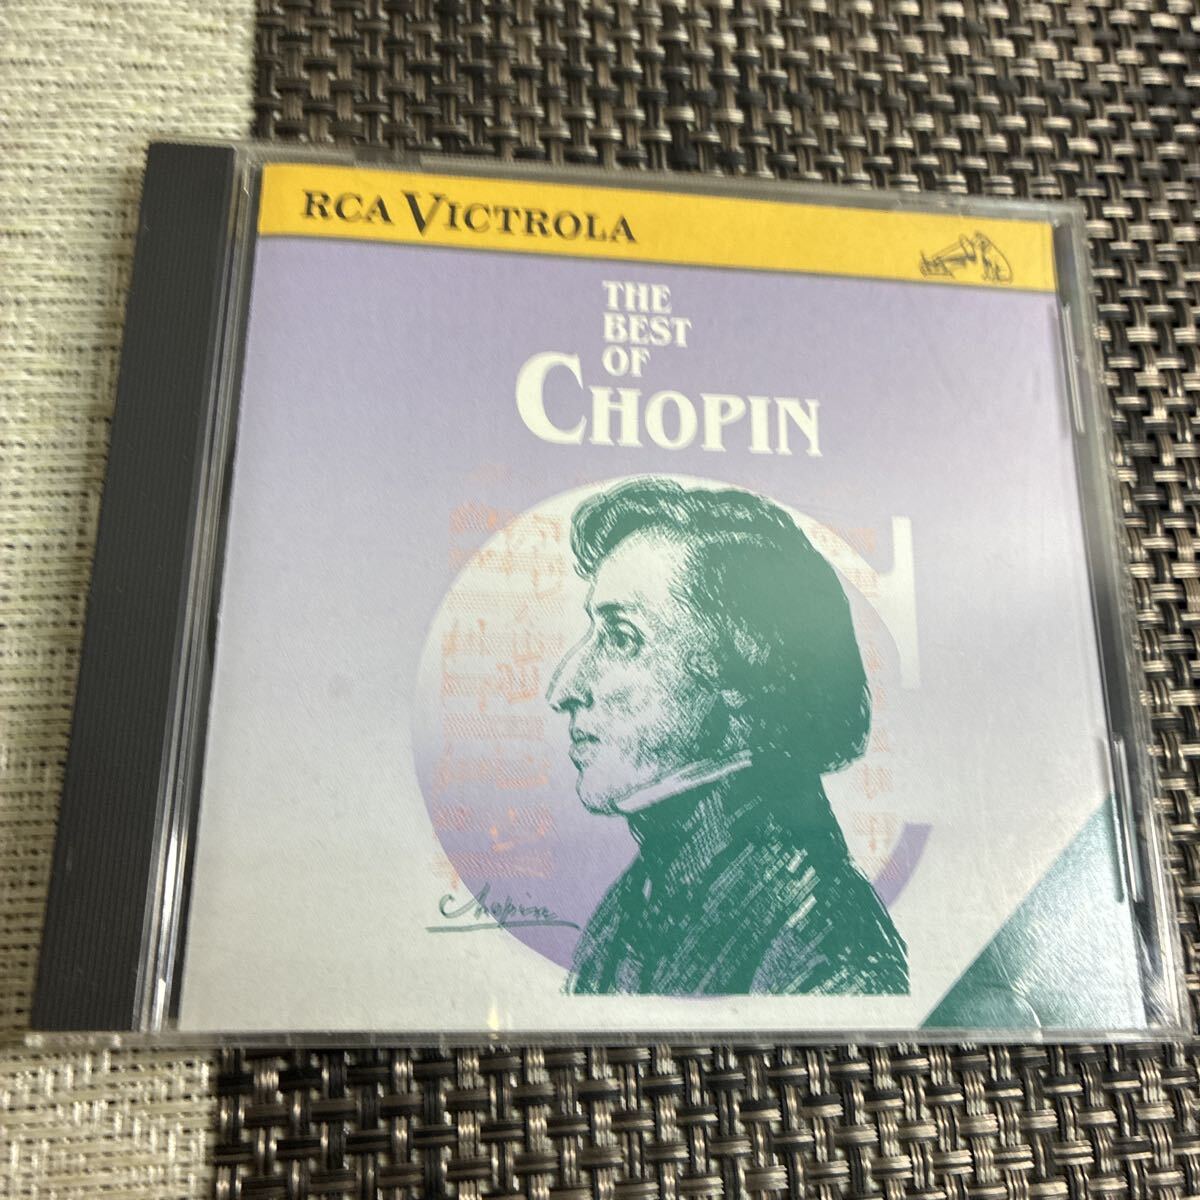 RCA VICTROLA
THE
BEST
OF
CHOPIN
Chopin